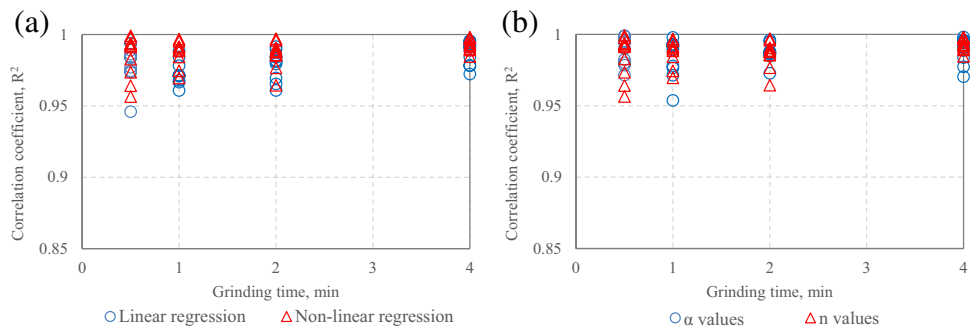 (a)
Correlation coefficient, R²
1
0.95
0.9
0.85
0 1 2 3 4
Grinding time, min
Linear regression Non-linear regression
(b)
Correlation coefficient, R²
1
0.95
0.9
0.85
0 1 2 3 4
Grinding time, min
α values n values